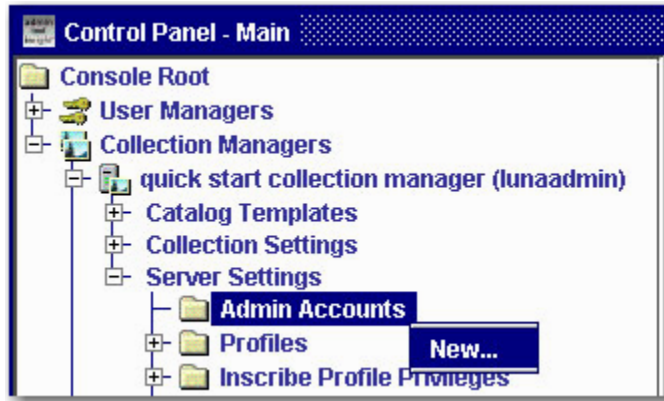 Control Panel - Main
Console Root
User Managers
Collection Managers
quick start collection manager (lunaadmin)
Catalog Templates
Collection Settings
Server Settings
Admin Accounts
Profiles
New...
Inscribe Profile Privileges